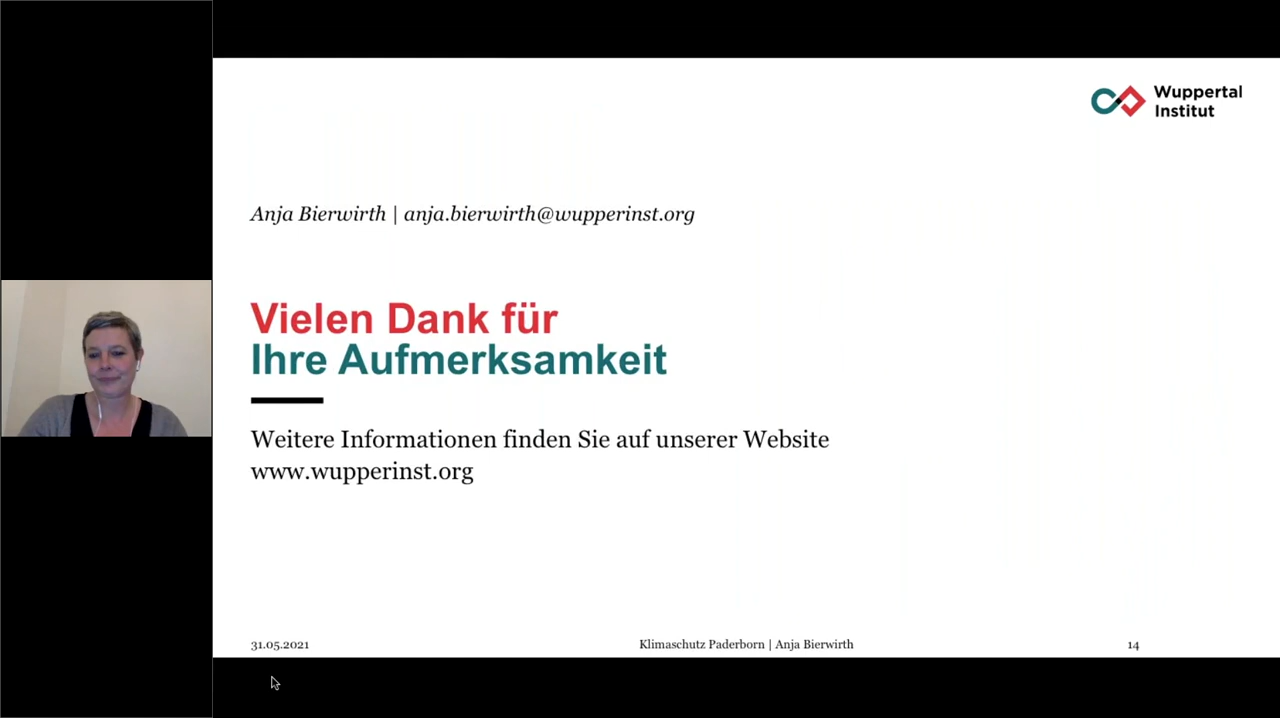 Wuppertal
Institut
Anja Bierwirth | anja.bierwirth@wupperinst.org
Vielen Dank für
Ihre Aufmerksamkeit
Weitere Informationen finden Sie auf unserer Website
www.wupperinst.org
31.05.2021
Klimaschutz Paderborn | Anja Bierwirth
14